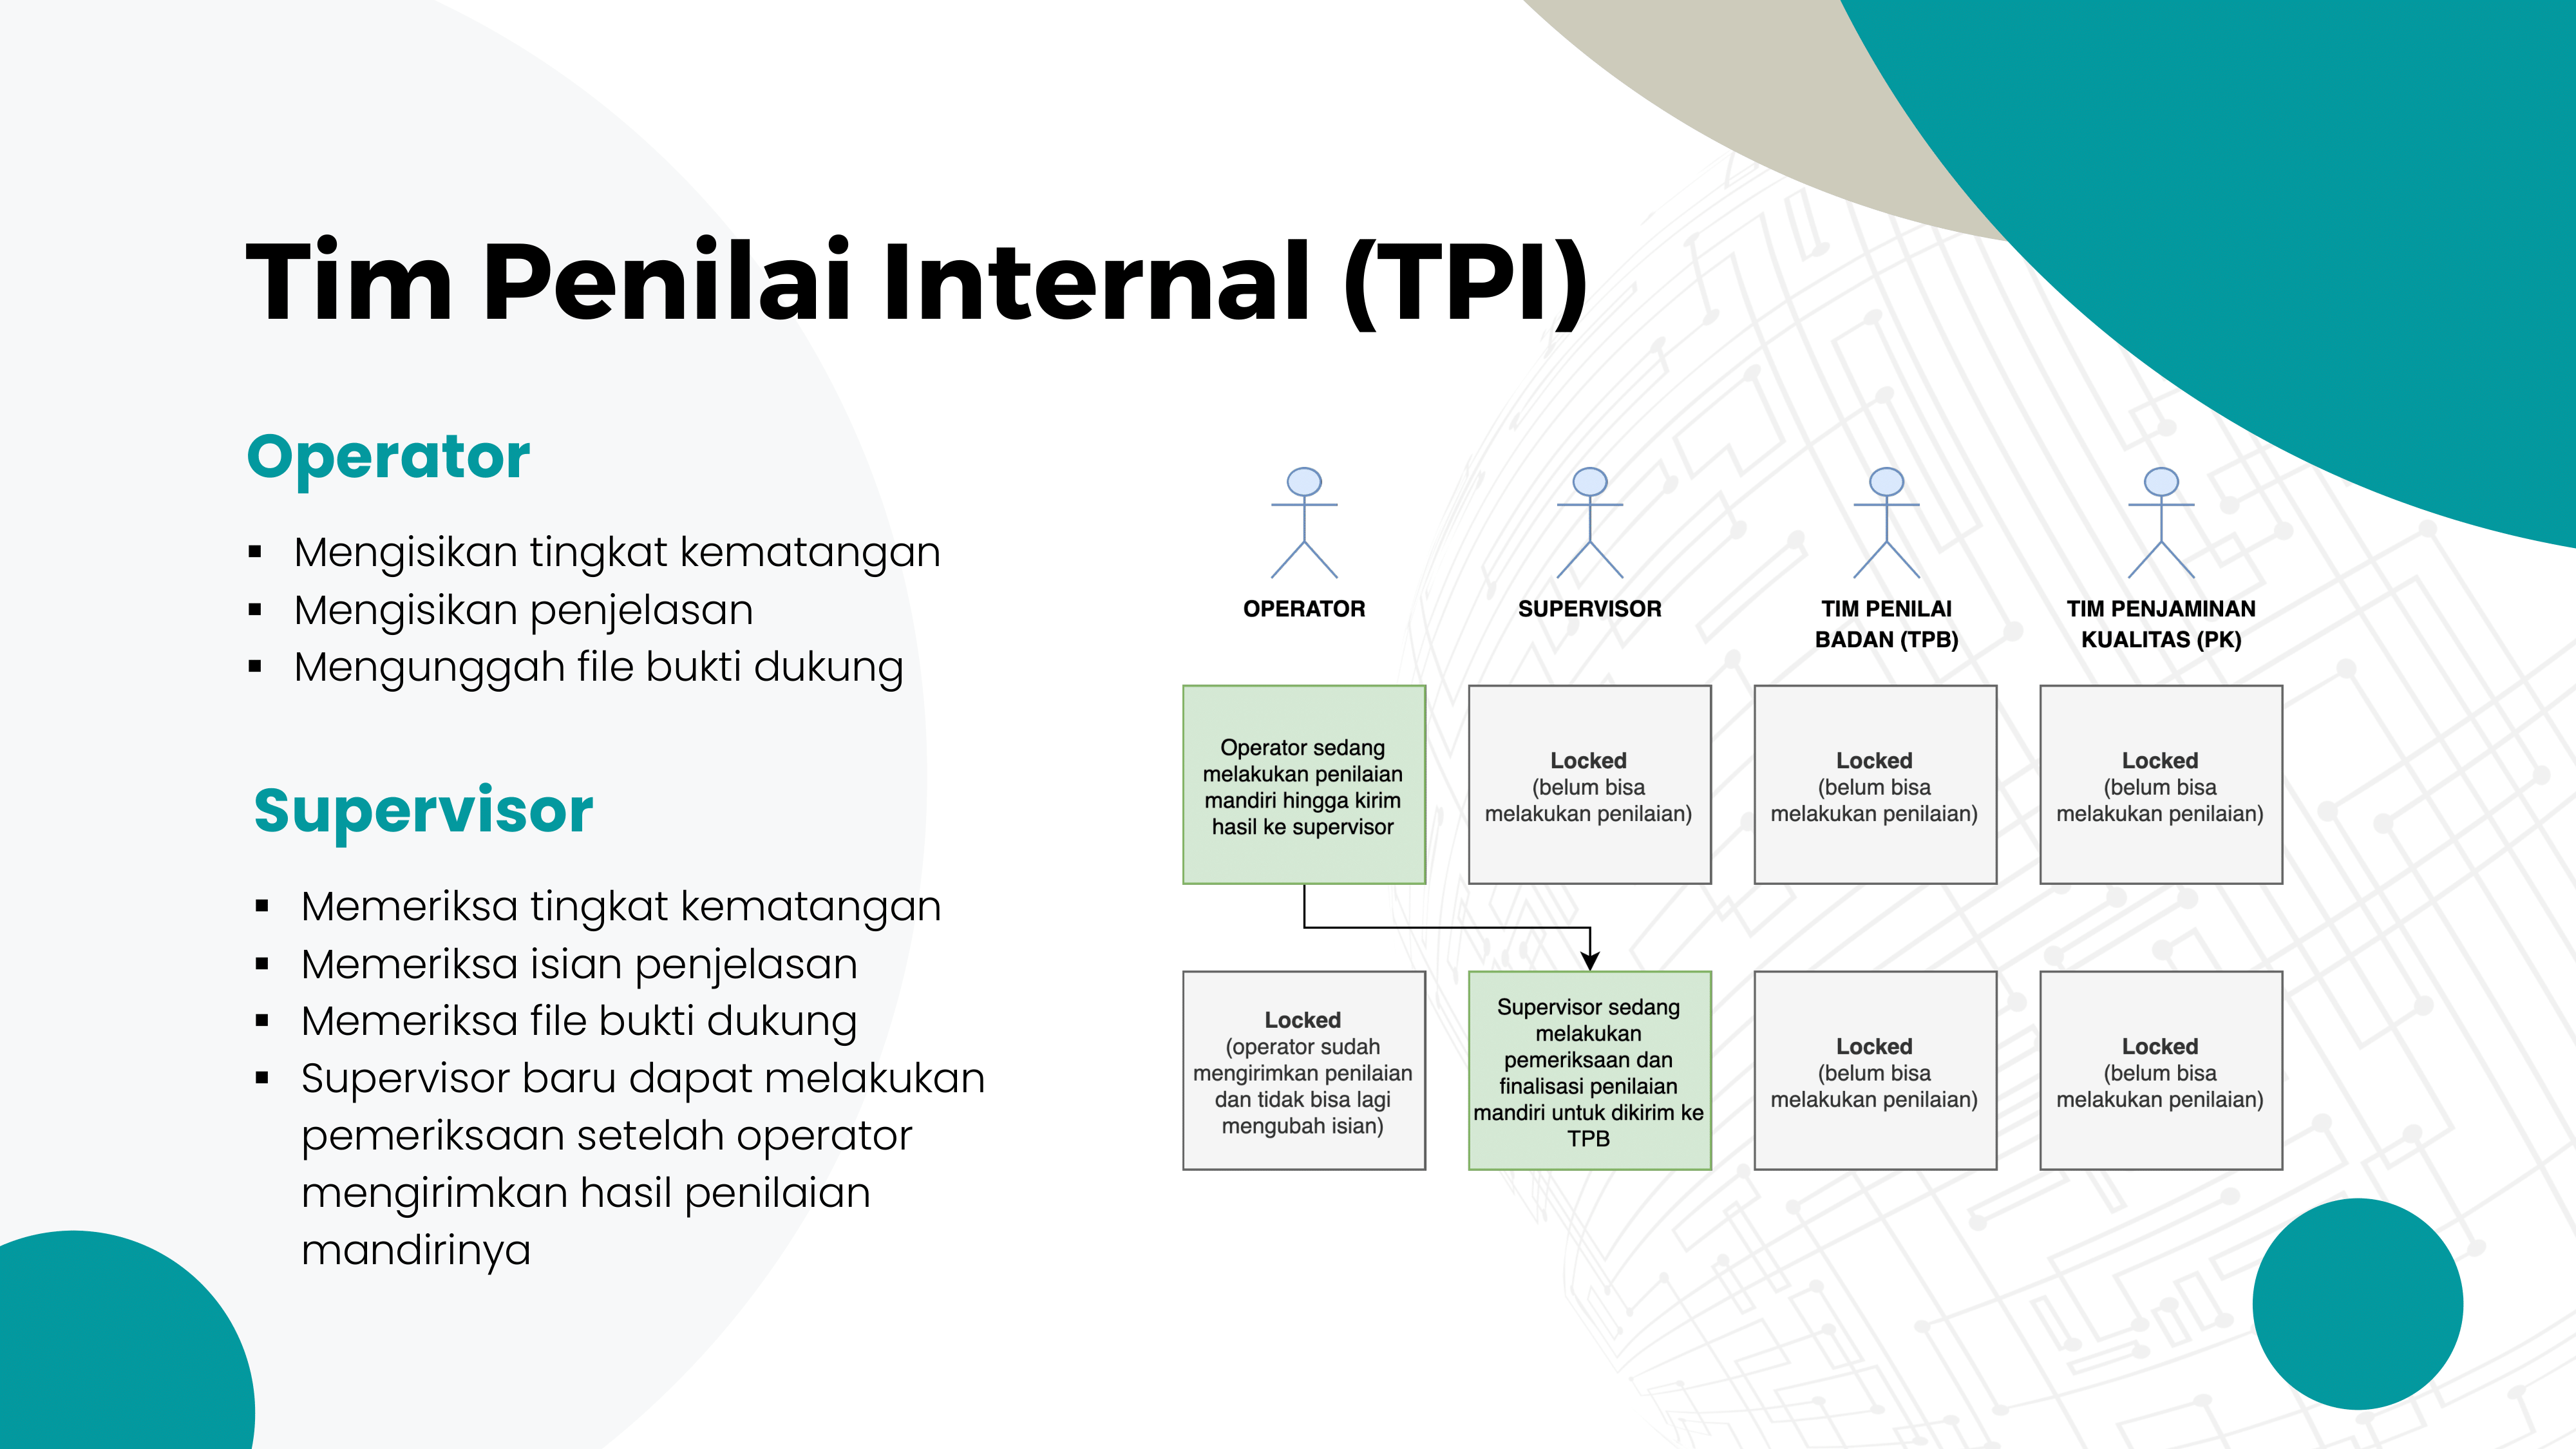 Tim Penilai Internal (TPI)
Operator
▪ Mengisikan tingkat kematangan
▪ Mengisikan penjelasan
▪ Mengunggah file bukti dukung
Supervisor
▪ Memeriksa tingkat kematangan
▪ Memeriksa isian penjelasan
▪ Memeriksa file bukti dukung
▪ Supervisor baru dapat melakukan
pemeriksaan setelah operator
mengirimkan hasil penilaian
mandirinya
OPERATOR
SUPERVISOR
TIM PENILAI
BADAN (TPB)
TIM PENJAMINAN
KUALITAS (PK)
Operator sedang
melakukan penilaian
mandiri hingga kirim
hasil ke supervisor
Locked
(belum bisa
melakukan penilaian)
Locked
(belum bisa
melakukan penilaian)
Locked
(belum bisa
melakukan penilaian)
Locked
(operator sudah
mengirimkan penilaian
dan tidak bisa lagi
mengubah isian)
Supervisor sedang
melakukan
pemeriksaan dan
finalisasi penilaian
mandiri untuk dikirim ke
TPB
Locked
(belum bisa
melakukan penilaian)
Locked
(belum bisa
melakukan penilaian)